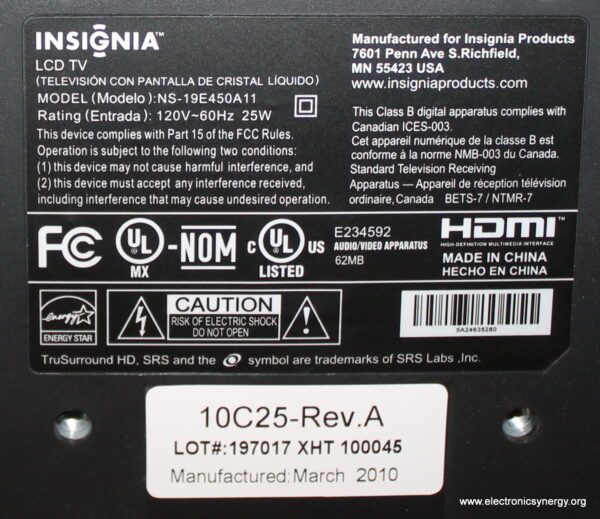 INSIGNIA™
LCD TV
(TELEVISIÓN CON PANTALLA DE CRISTAL LÍQUIDO)
MODEL (Modelo):NS-19E450A11
Rating (Entrada): 120V~60Hz 25W
This device complies with Part 15 of the FCC Rules.
Operation is subject to the following two conditions:
(1) this device may not cause harmful interference, and
(2) this device must accept any interference received,
including interference that may cause undesired operation.
Manufactured for Insignia Products
7601 Penn Ave S.Richfield,
MN 55423 USA
www.insigniaproducts.com
This Class B digital apparatus complies with
Canadian ICES-003.
Cet appareil numérique de la classe B est
conforme à la norme NMB-003 du Canada.
Standard Television Receiving
Apparatus — Appareil de réception télévision
ordinaire, Canada BETS-7 / NTMR-7
FC UL MX -NOM c UL US LISTED
E234592
AUDIO/VIDEO APPARATUS
62MB
HDMI™
HIGH-DEFINITION MULTIMEDIA INTERFACE
MADE IN CHINA
HECHO EN CHINA
energy
ENERGY STAR
CAUTION
RISK OF ELECTRIC SHOCK
DO NOT OPEN
5A24635280
TruSurround HD, SRS and the symbol are trademarks of SRS Labs ,Inc.
10C25-Rev.A
LOT#:197017 XHT 100045
Manufactured:March 2010
www.electronicsynergy.org